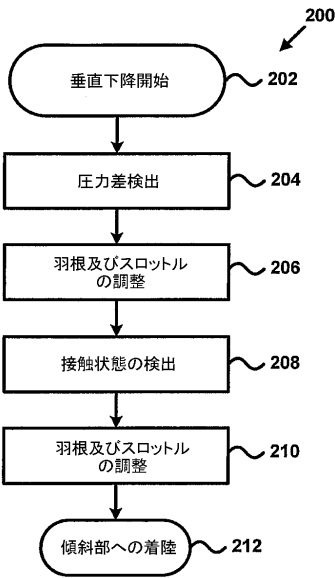 200
垂直下降開始
202
圧力差検出
204
羽根及びスロットル
の調整
206
接触状態の検出
208
羽根及びスロットル
の調整
210
傾斜部への着陸
212